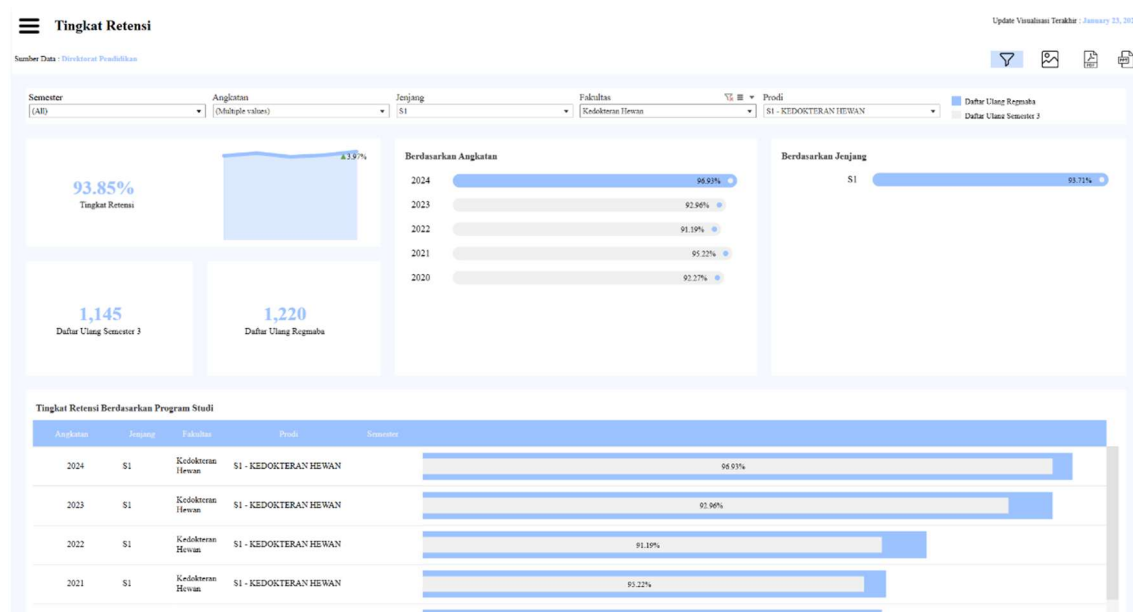 Tingkat Retensi
Update Visualisasi Terakhir : January 23, 202
Sumber Data : Direktorat Pendidikan
Semester
(All)
Angkatan
(Multiple values)
Jenjang
S1
Fakultas
Kedokteran Hewan
Prodi
S1 - KEDOKTERAN HEWAN
Daftar Ulang Regmaba
Daftar Ulang Semester 3
93.85%
Tingkat Retensi
3.97%
1,145
Daftar Ulang Semester 3
1,220
Daftar Ulang Regmaba
Berdasarkan Angkatan
2024 96.93%
2023 92.96%
2022 91.19%
2021 95.22%
2020 92.27%
Berdasarkan Jenjang
S1 93.71%
Tingkat Retensi Berdasarkan Program Studi
Angkatan Jenjang Fakultas Prodi Semester
2024 S1 Kedokteran Hewan S1 - KEDOKTERAN HEWAN 96.93%
2023 S1 Kedokteran Hewan S1 - KEDOKTERAN HEWAN 92.96%
2022 S1 Kedokteran Hewan S1 - KEDOKTERAN HEWAN 91.19%
2021 S1 Kedokteran Hewan S1 - KEDOKTERAN HEWAN 95.22%